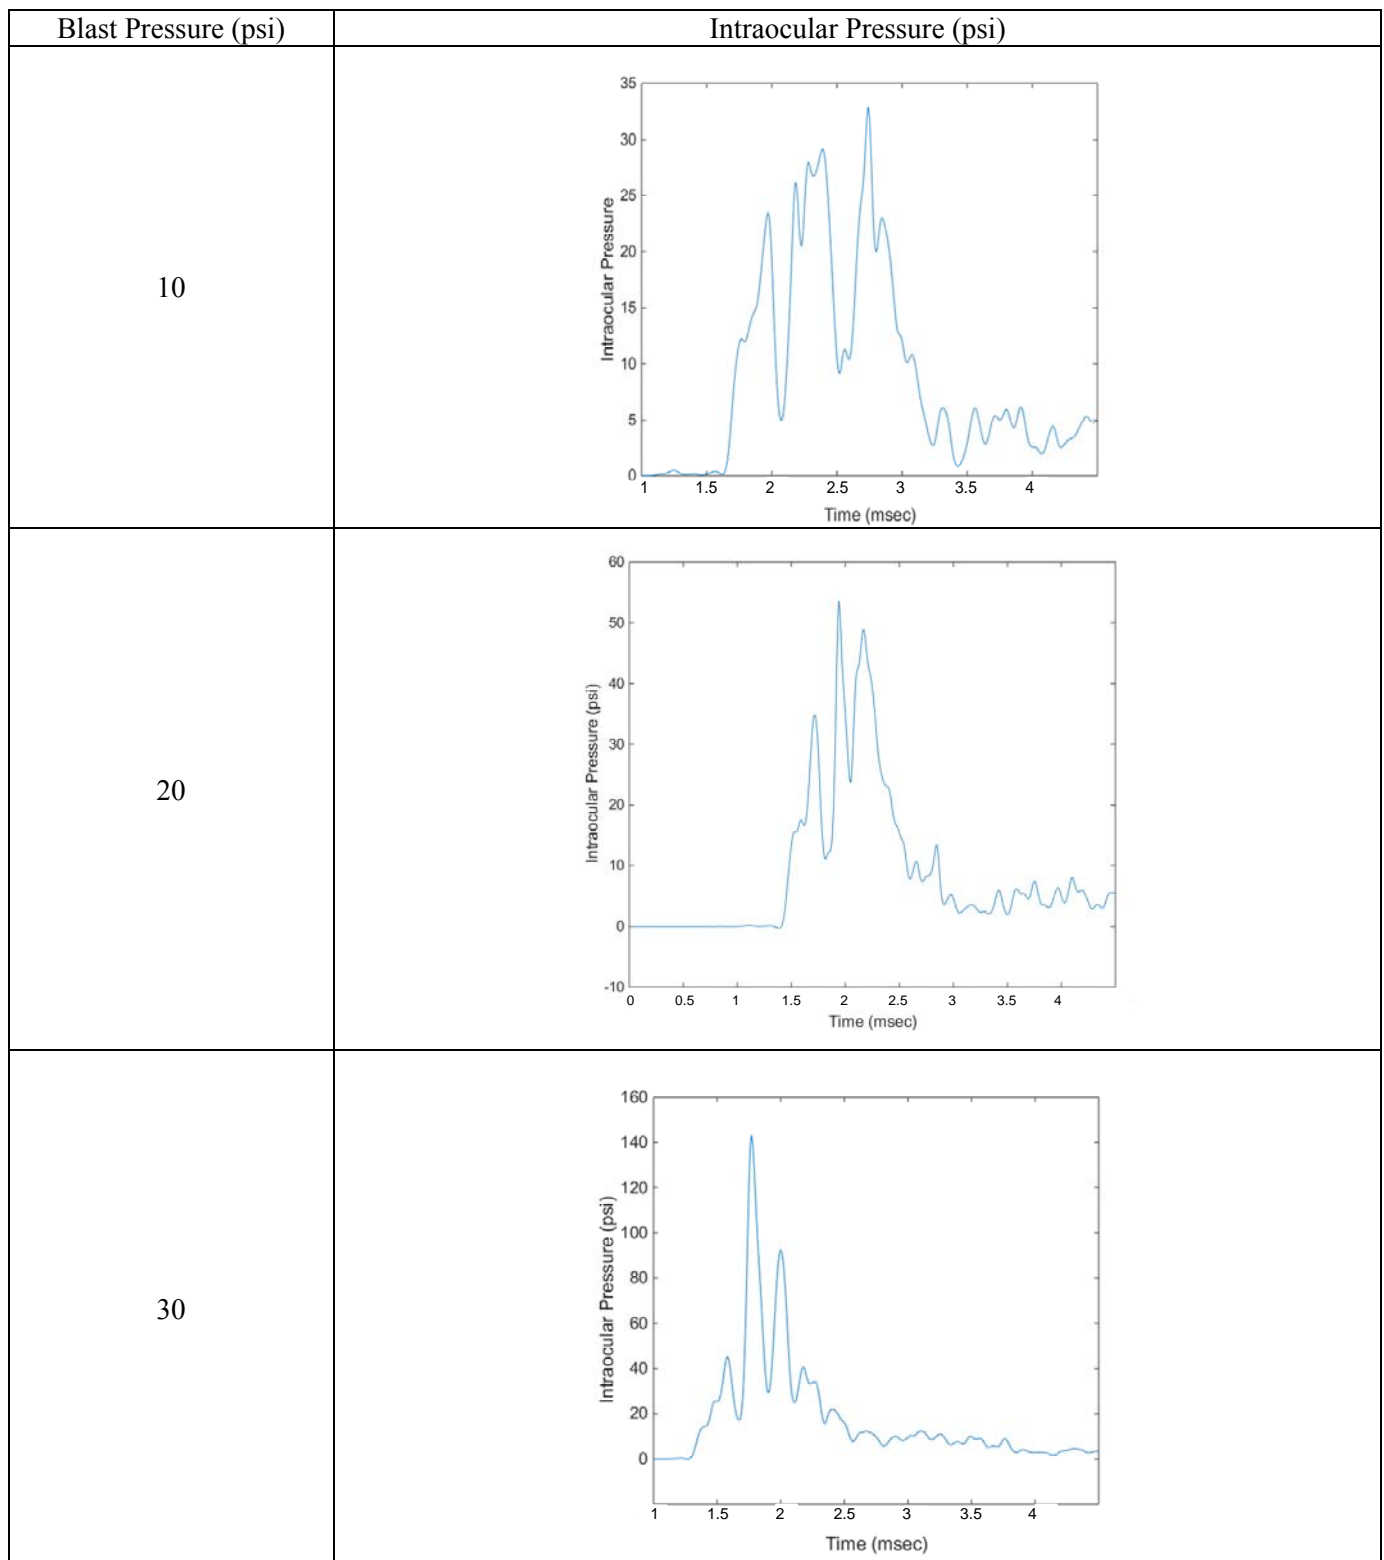 Blast Pressure (psi) Intraocular Pressure (psi)
10
35
30
25
20
15
10
5
0
Intraocular Pressure
1 1.5 2 2.5 3 3.5 4
Time (msec)
20
60
50
40
30
20
10
0
-10
Intraocular Pressure (psi)
0 0.5 1 1.5 2 2.5 3 3.5 4
Time (msec)
30
160
140
120
100
80
60
40
20
0
Intraocular Pressure (psi)
1 1.5 2 2.5 3 3.5 4
Time (msec)